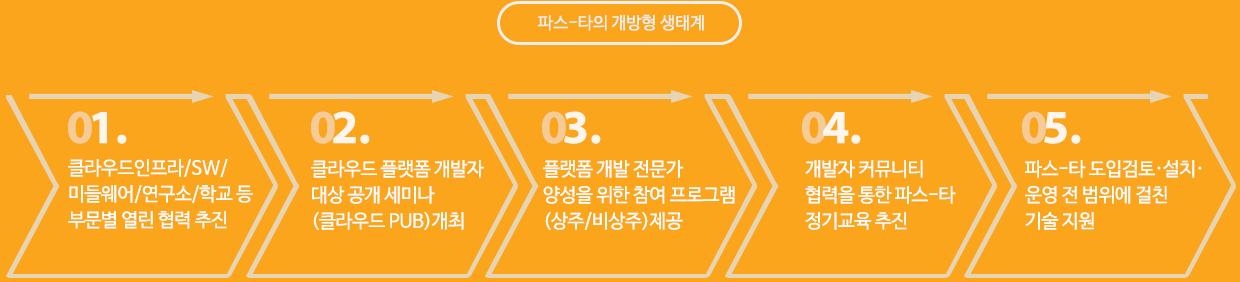 파스-타의 개방형 생태계
01.
클라우드인프라/SW/
미들웨어/연구소/학교 등
부문별 열린 협력 추진
02.
클라우드 플랫폼 개발자
대상 공개 세미나
(클라우드 PUB)개최
03.
플랫폼 개발 전문가
양성을 위한 참여 프로그램
(상주/비상주)제공
04.
개발자 커뮤니티
협력을 통한 파스-타
정기교육 추진
05.
파스-타 도입검토·설치·
운영 전 범위에 걸친
기술 지원